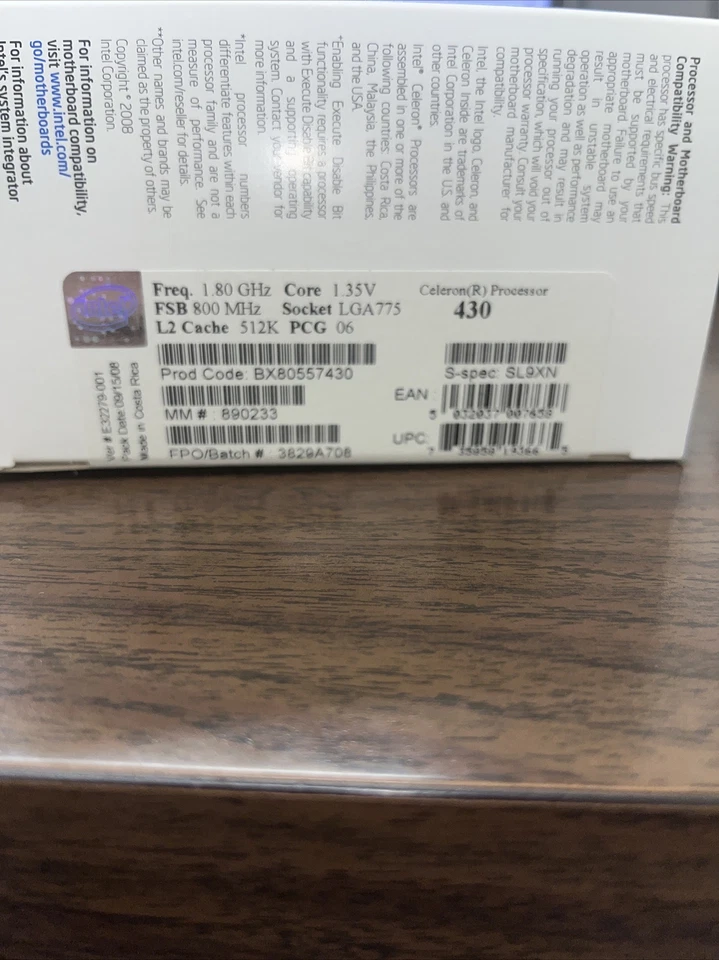 Processor and Motherboard
Compatibility Warning: This
processor has specific bus speed
and electrical requirements that
must be supported by your
motherboard. Failure to use an
appropriate motherboard may
result in unstable system
operation as well as performance
degradation and may result in
running your processor out of
specification, which will void your
processor warranty. Consult your
motherboard manufacturer for
compatibility.
Intel, the Intel logo, Celeron, and
Celeron Inside are trademarks of
Intel Corporation in the U.S. and
other countries.
Intel® Celeron® Processors are
assembled in one or more of the
following countries: Costa Rica,
China, Malaysia, the Philippines,
and the USA.
+Enabling Execute Disable Bit
functionality requires a processor
with Execute Disable Bit capability
and a supporting operating
system. Contact your vendor for
more information.
*Intel processor numbers
differentiate features within each
processor family and are not a
measure of performance. See
intel.com/reseller for details.
**Other names and brands may be
claimed as the property of others.
Copyright © 2008
Intel Corporation.
For information on
motherboard compatibility,
visit www.intel.com/
go/motherboards
For information about
Intel's system integrator
Freq. 1.80 GHz Core 1.35V
FSB 800 MHz Socket LGA775
L2 Cache 512K PCG 06
Celeron(R) Processor
430
Prod Code: BX80557430
S-spec: SL9XN
MM # : 890233
EAN
5 032037 007659
FPO/Batch # : 3829A708
UPC:
Ver # E32279.001
Pack Date 09/15/08
Made in Costa Rica